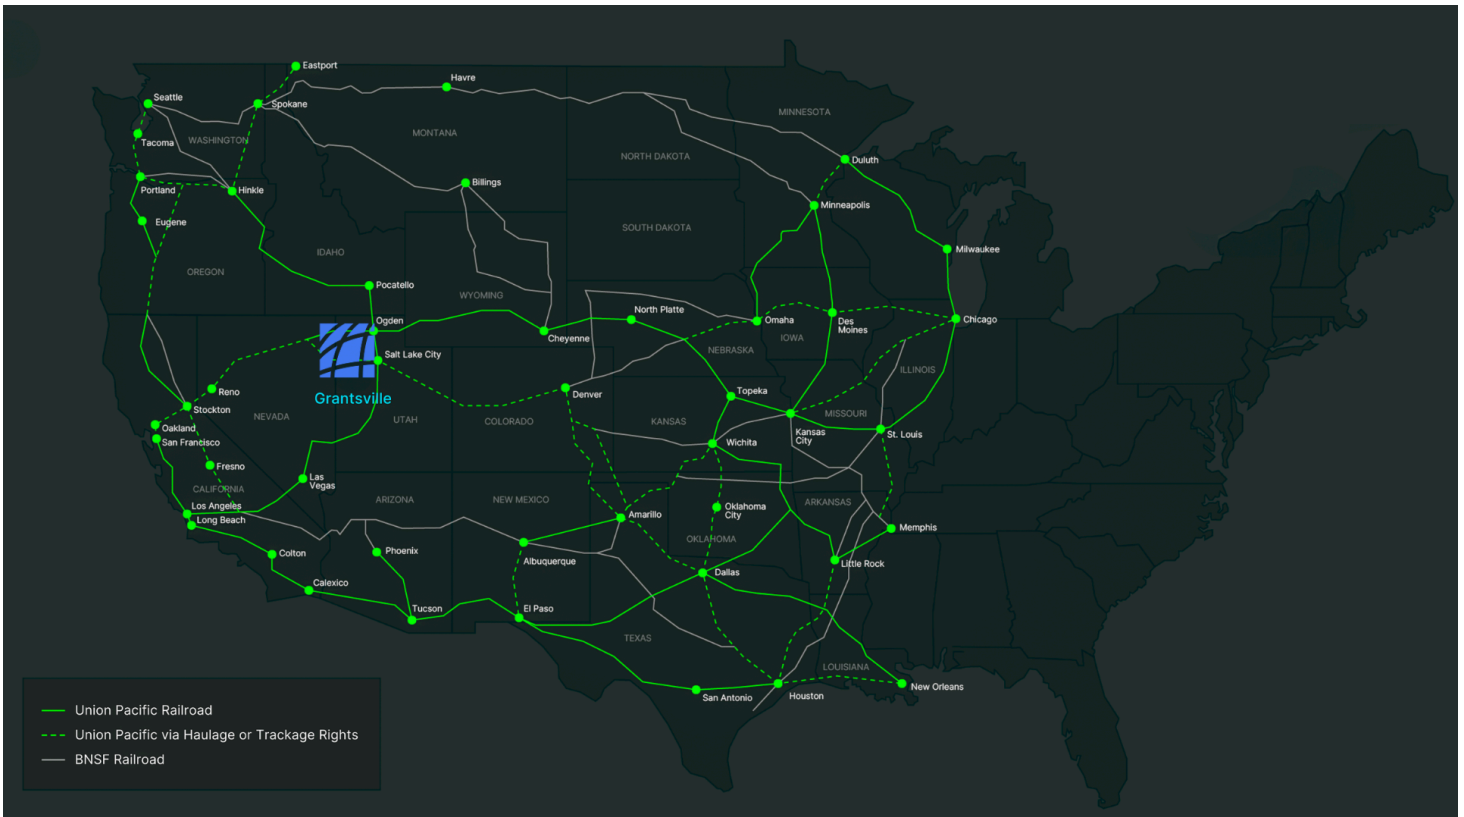 Eastport
Havre
Seattle
Spokane
MINNESOTA
MONTANA
WASHINGTON
Tacoma
NORTH DAKOTA
Duluth
Billings
Portland
Hinkle
Minneapolis
Eugene
SOUTH DAKOTA
IDAHO
Milwaukee
OREGON
Pocatello
WYOMING
North Platte
Ogden
Omaha
Des
Moines
Chicago
Cheyenne
IOWA
NEBRASKA
Salt Lake City
ILLINOIS
Reno
Denver
Topeka
Grantsville
Stockton
NEVADA
UTAH
COLORADO
KANSAS
MISSOURI
Oakland
San Francisco
Kansas
City
St. Louis
Wichita
Fresno
Las
Vegas
CALIFORNIA
ARIZONA
NEW MEXICO
ARKANSAS
Los Angeles
Long Beach
Amarillo
Oklahoma
City
Memphis
OKLAHOMA
Colton
Phoenix
Albuquerque
Little Rock
Dallas
Calexico
Tucson
El Paso
TEXAS
LOUISIANA
San Antonio
Houston
New Orleans
Union Pacific Railroad
Union Pacific via Haulage or Trackage Rights
BNSF Railroad